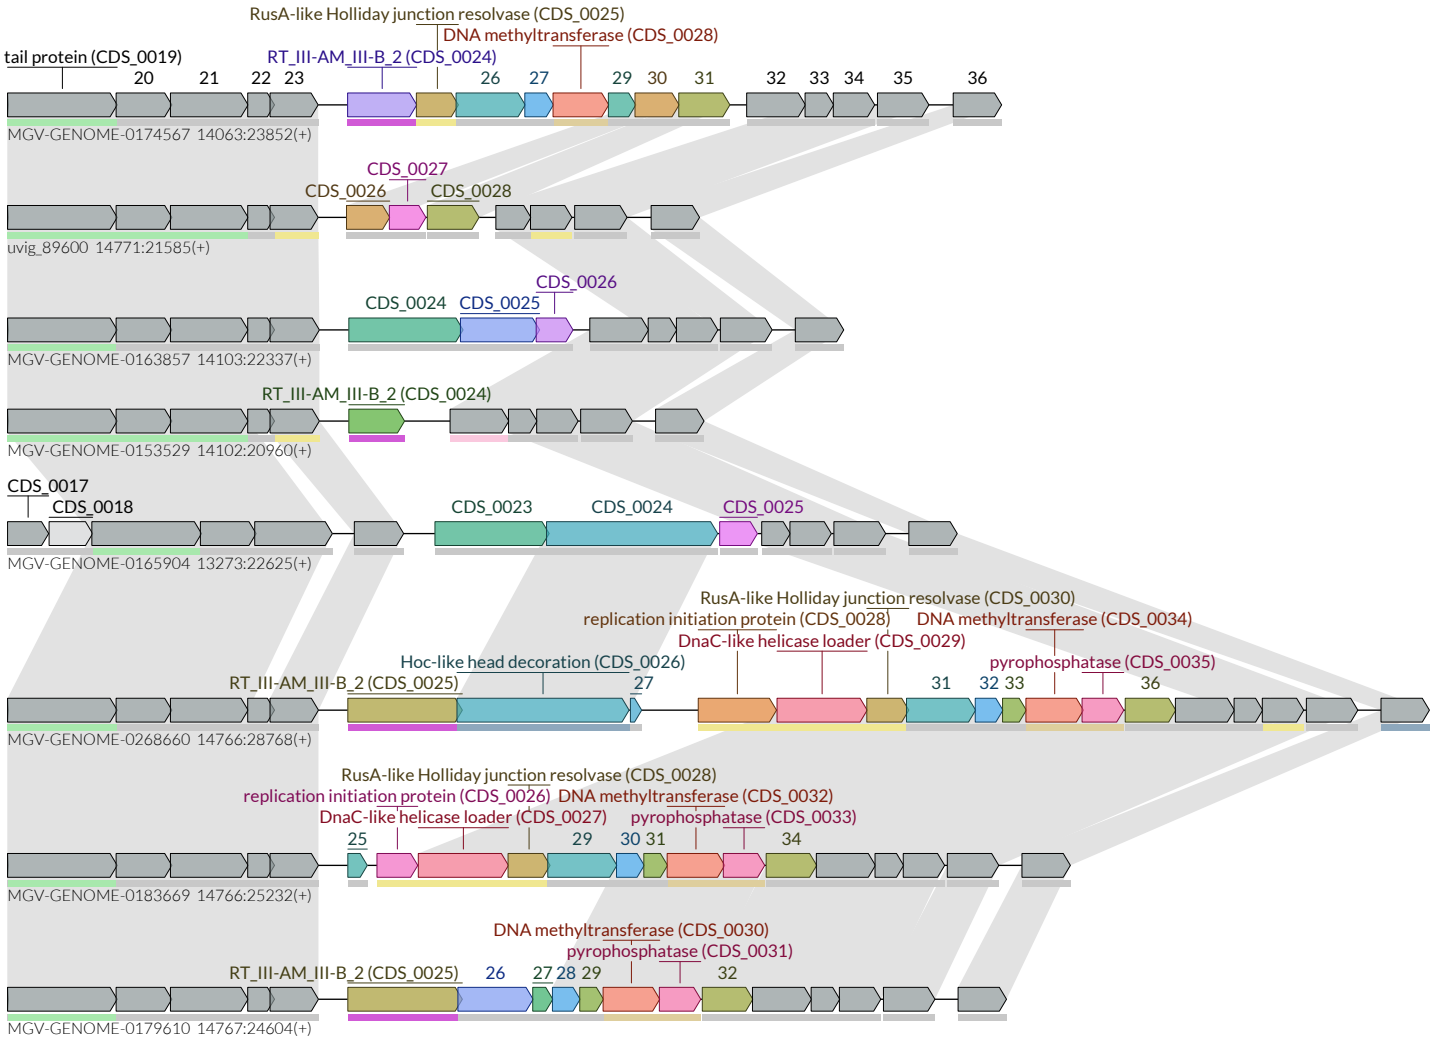 RusA-like Holliday junction resolvase (CDS_0025)
DNA methyltransferase (CDS_0028)
tail protein (CDS_0019) RT_III-AM_III-B_2 (CDS_0024)
20 21 22 23 26 27 29 30 31 32 33 34 35 36
MGV-GENOME-0174567 14063:23852(+)
CDS_0027
CDS_0026 CDS_0028
uvig_89600 14771:21585(+)
CDS_0026
CDS_0024 CDS_0025
MGV-GENOME-0163857 14103:22337(+)
RT_III-AM_III-B_2 (CDS_0024)
MGV-GENOME-0153529 14102:20960(+)
CDS_0017
CDS_0018 CDS_0023 CDS_0024 CDS_0025
MGV-GENOME-0165904 13273:22625(+)
RusA-like Holliday junction resolvase (CDS_0030)
replication initiation protein (CDS_0028) DNA methyltransferase (CDS_0034)
DnaC-like helicase loader (CDS_0029)
Hoc-like head decoration (CDS_0026) pyrophosphatase (CDS_0035)
RT_III-AM_III-B_2 (CDS_0025) 27 31 32 33 36
MGV-GENOME-0268660 14766:28768(+)
RusA-like Holliday junction resolvase (CDS_0028)
replication initiation protein (CDS_0026) DNA methyltransferase (CDS_0032)
DnaC-like helicase loader (CDS_0027) pyrophosphatase (CDS_0033)
25 29 30 31 34
MGV-GENOME-0183669 14766:25232(+)
DNA methyltransferase (CDS_0030)
pyrophosphatase (CDS_0031)
RT_III-AM_III-B_2 (CDS_0025) 26 27 28 29 32
MGV-GENOME-0179610 14767:24604(+)